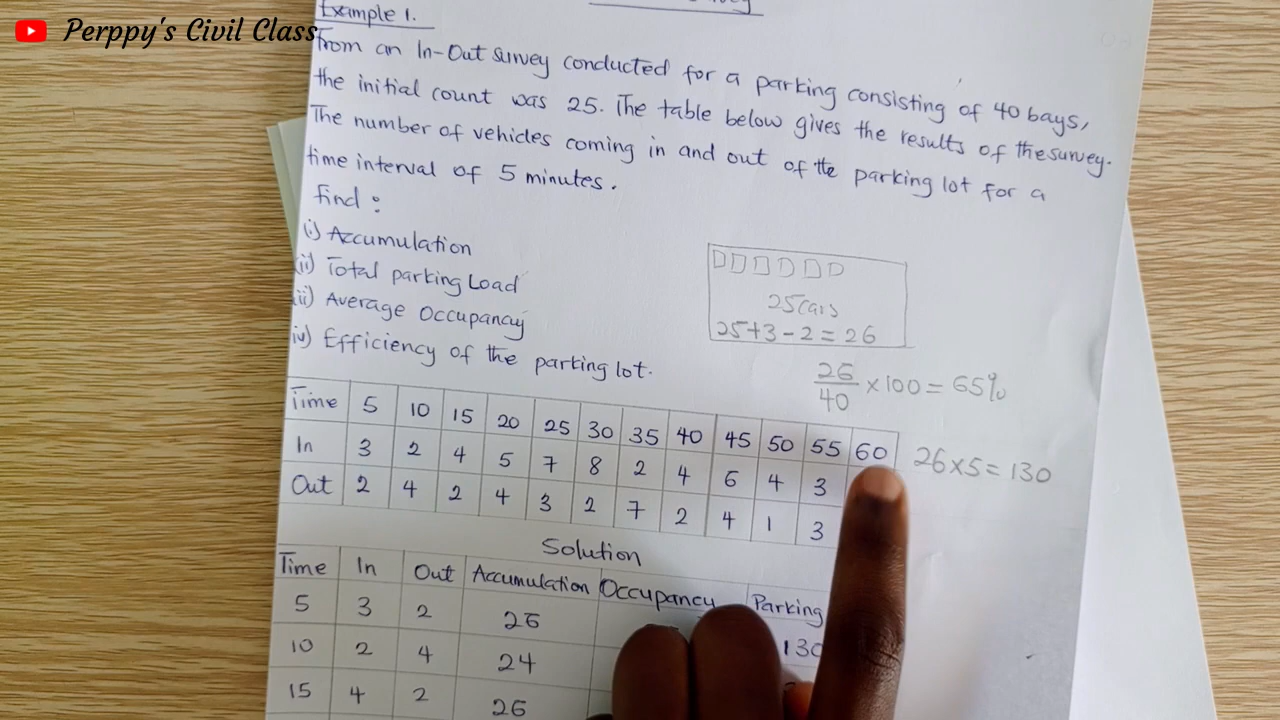 Perppy's Civil Class
Example 1.
From an In-Out survey conducted for a parking consisting of 40 bays,
the initial count was 25. The table below gives the results of the survey.
The number of vehicles coming in and out of the parking lot for a
time interval of 5 minutes.
find :
(i) Accumulation
(ii) Total parking Load
(iii) Average Occupancy
iv) Efficiency of the parking lot.
25 Cars
25+3-2=26
26/40 ×100= 65%
26×5=130
Time 5 10 15 20 25 30 35 40 45 50 55 60
In 3 2 4 5 7 8 2 4 6 4 3
Out 2 4 2 4 3 2 7 2 4 1 3
Solution
Time In Out Accumulation Occupancy Parking
5 3 2 26 130
10 2 4 24
15 4 2 26